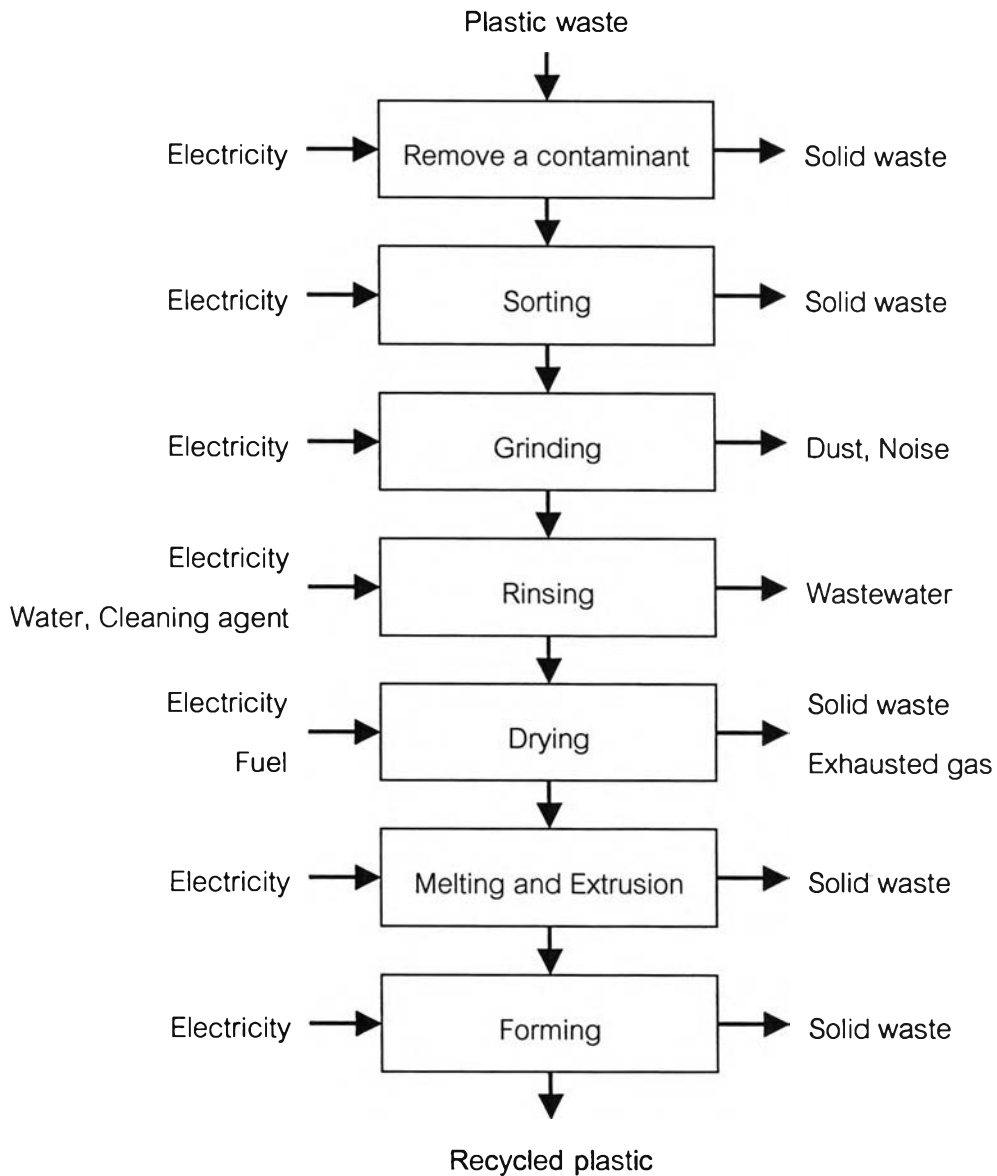 Plastic waste
Electricity
Remove a contaminant
Solid waste
Electricity
Sorting
Solid waste
Electricity
Grinding
Dust, Noise
Electricity
Water, Cleaning agent
Rinsing
Wastewater
Electricity
Fuel
Drying
Solid waste
Exhausted gas
Electricity
Melting and Extrusion
Solid waste
Electricity
Forming
Solid waste
Recycled plastic